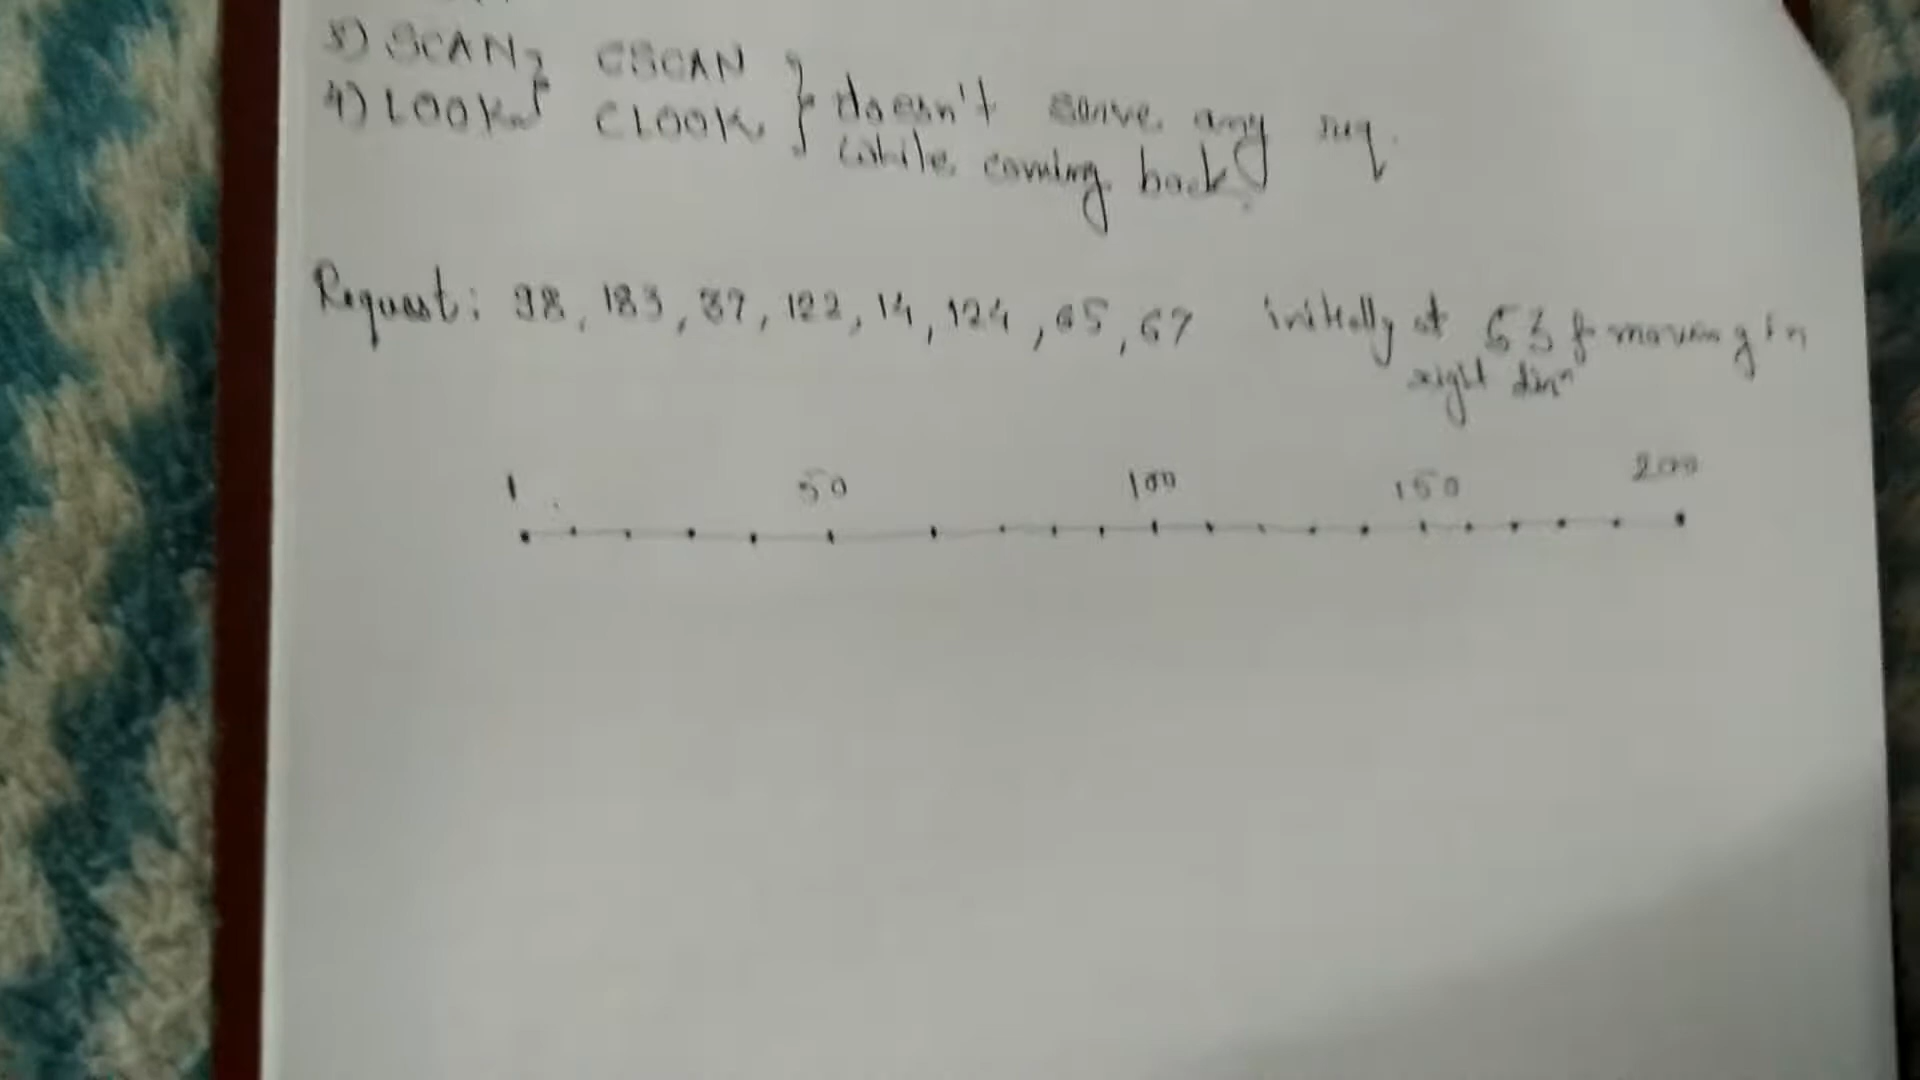 3) SCAN, CSCAN
4) LOOK, CLOOK } doesn't serve any req.
while coming back
Request: 98, 183, 37, 122, 14, 124, 65, 67 initially at 53 & moving in
right dirn
1 50 100 150 200